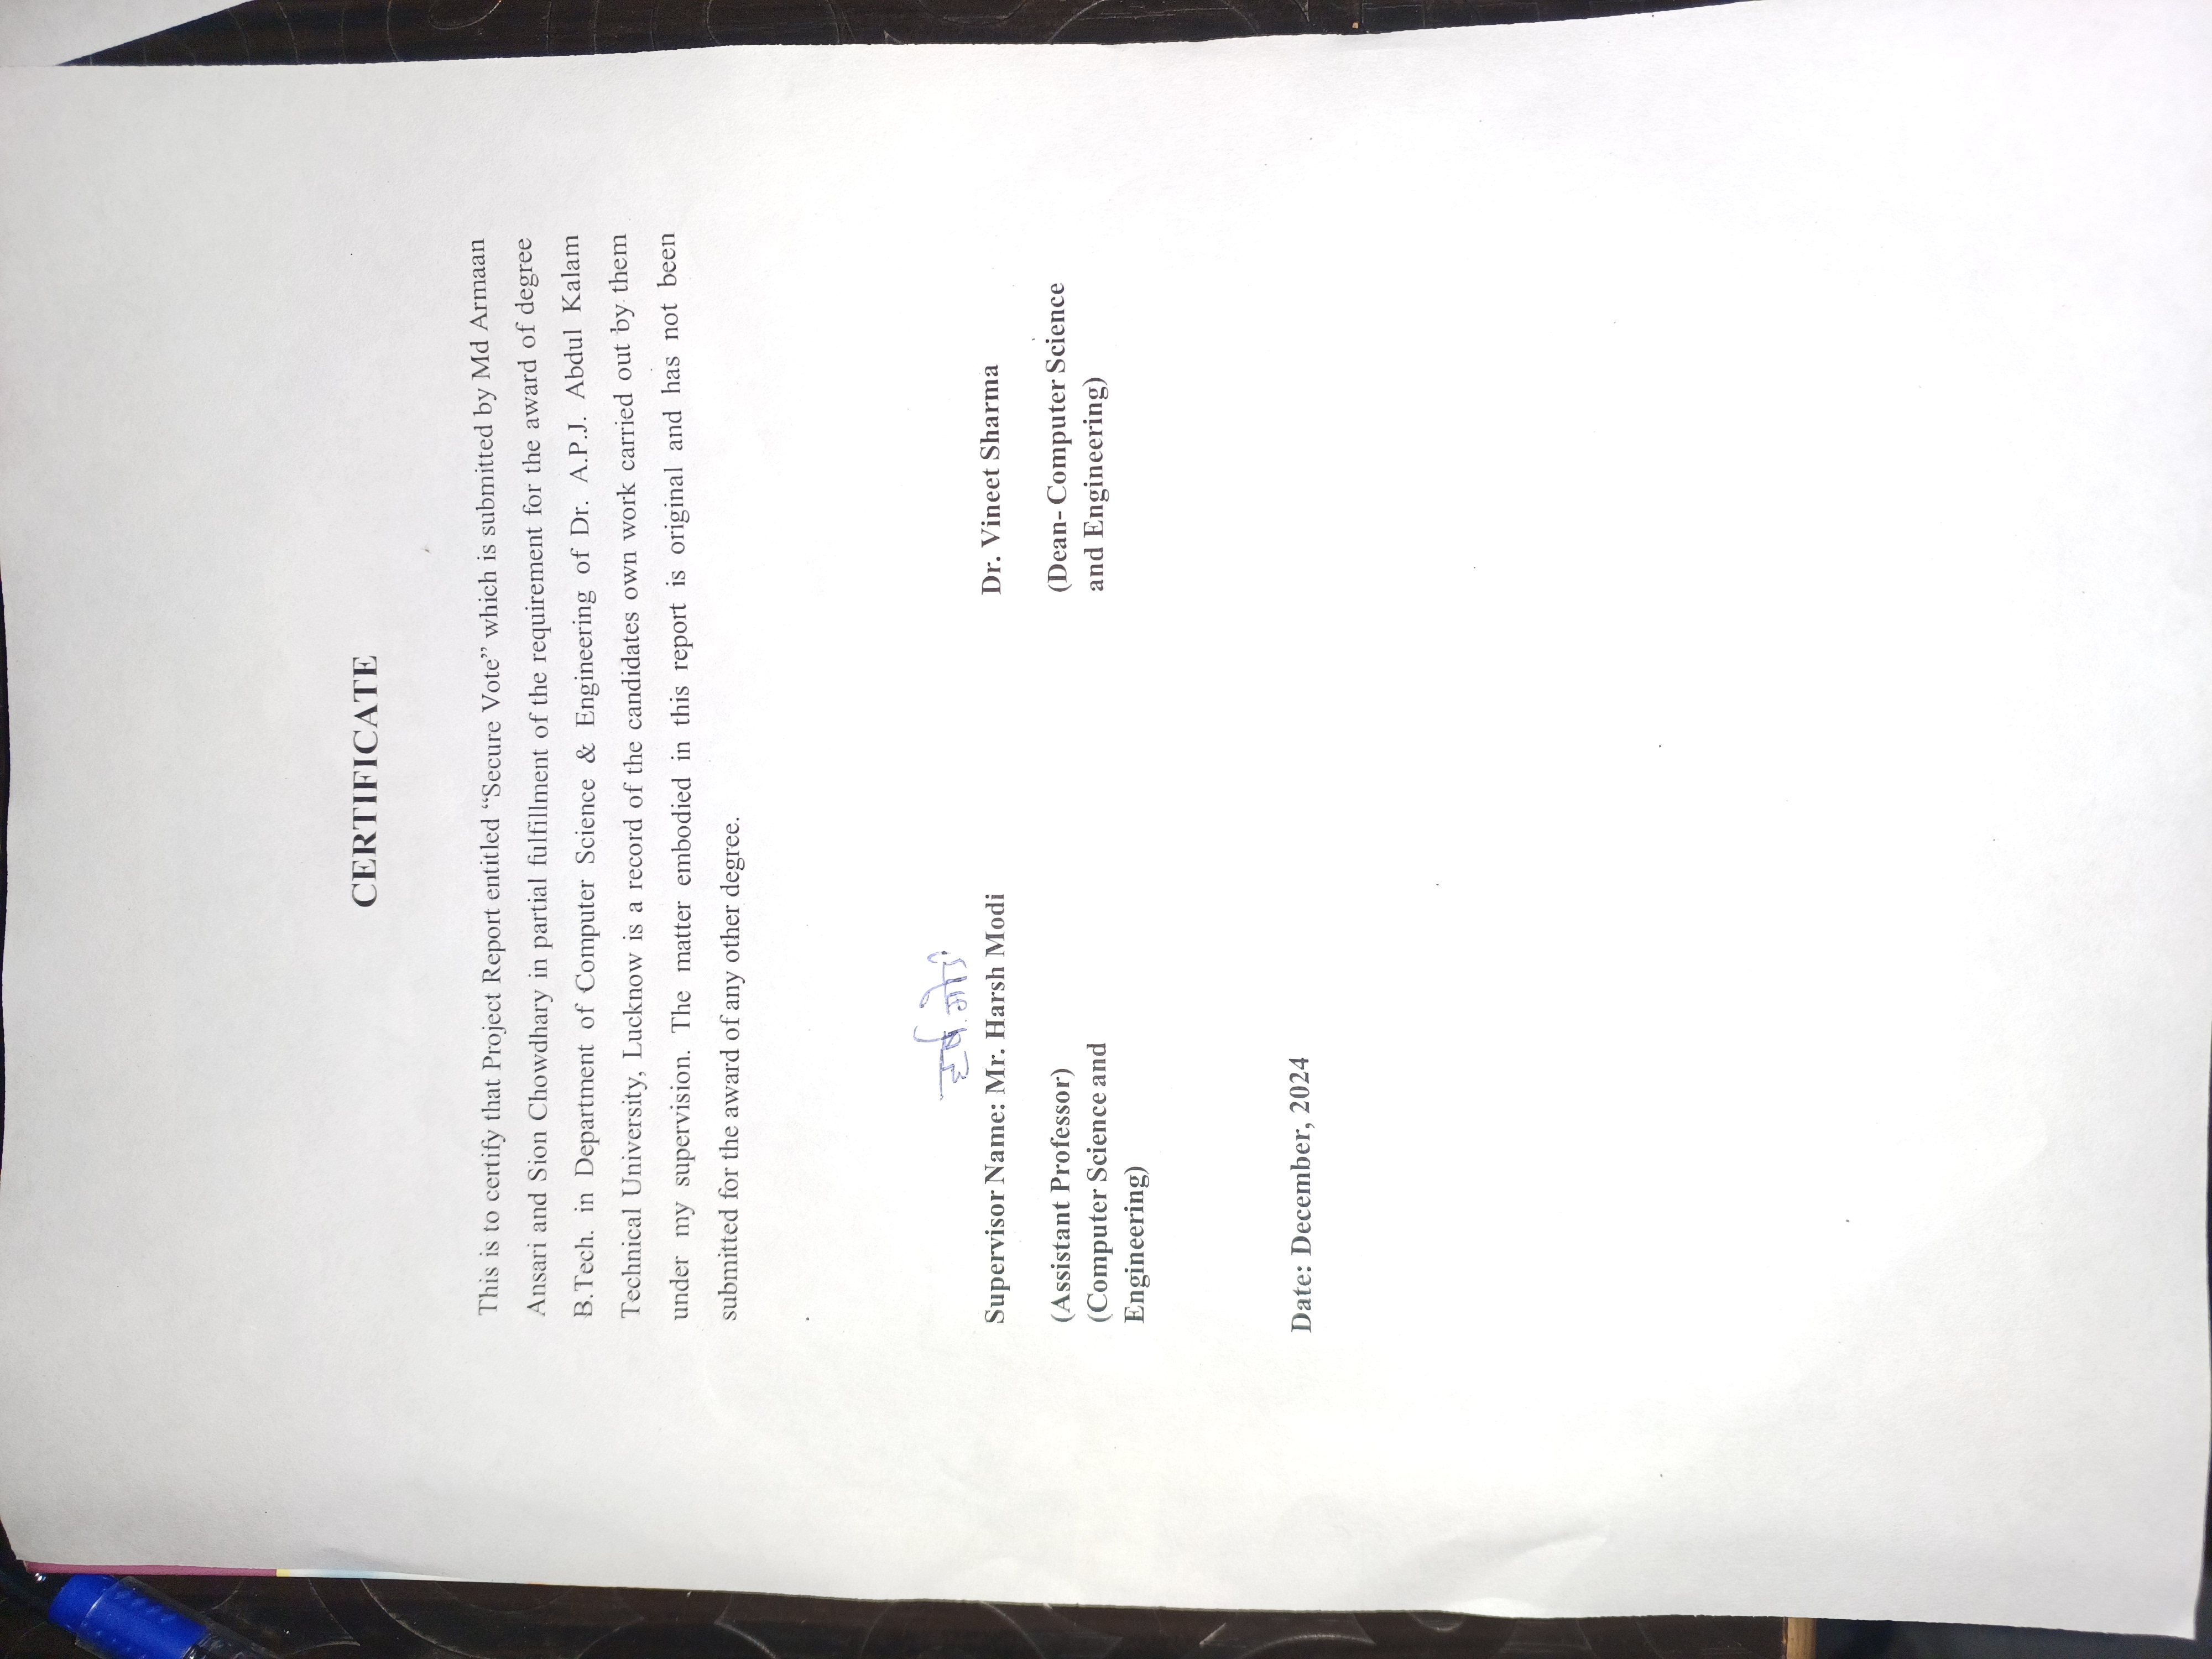 CERTIFICATE
This is to certify that Project Report entitled “Secure Vote” which is submitted by Md Armaan
Ansari and Sion Chowdhary in partial fulfillment of the requirement for the award of degree
B.Tech. in Department of Computer Science & Engineering of Dr. A.P.J. Abdul Kalam
Technical University, Lucknow is a record of the candidates own work carried out by them
under my supervision. The matter embodied in this report is original and has not been
submitted for the award of any other degree.
हर्ष मोदी
Supervisor Name: Mr. Harsh Modi
Dr. Vineet Sharma
(Assistant Professor)
(Computer Science and
Engineering)
(Dean- Computer Science
and Engineering)
Date: December, 2024